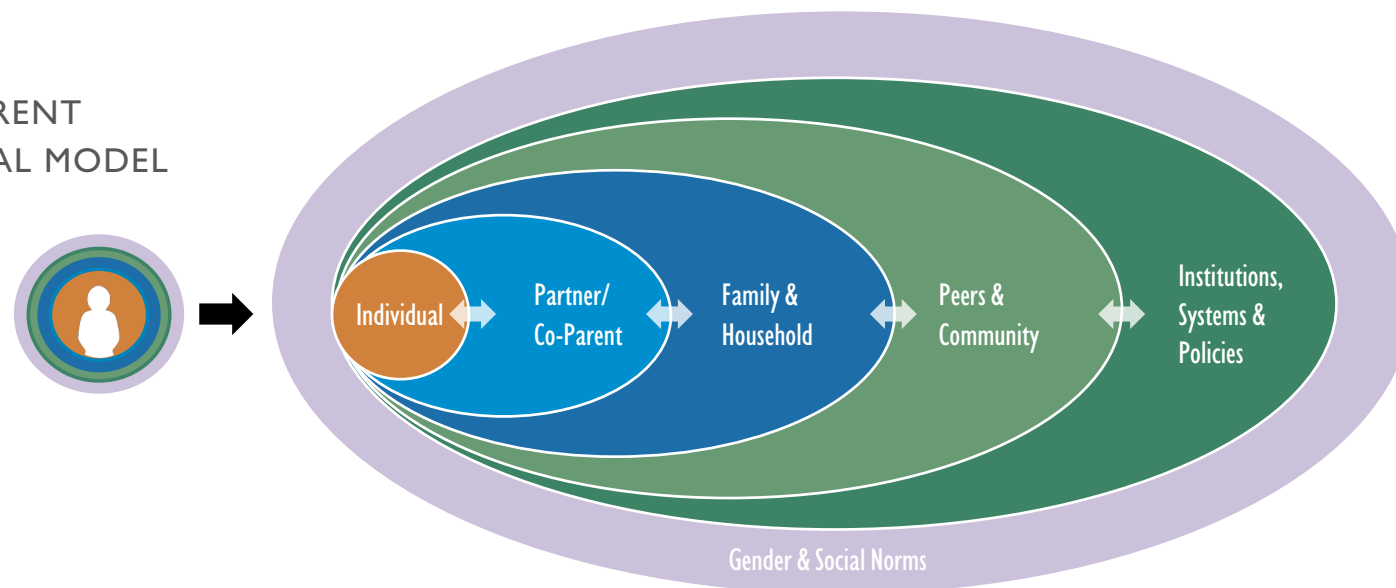 RENT
AL MODEL
Individual
Partner/
Co-Parent
Family &
Household
Peers &
Community
Institutions,
Systems &
Policies
Gender & Social Norms